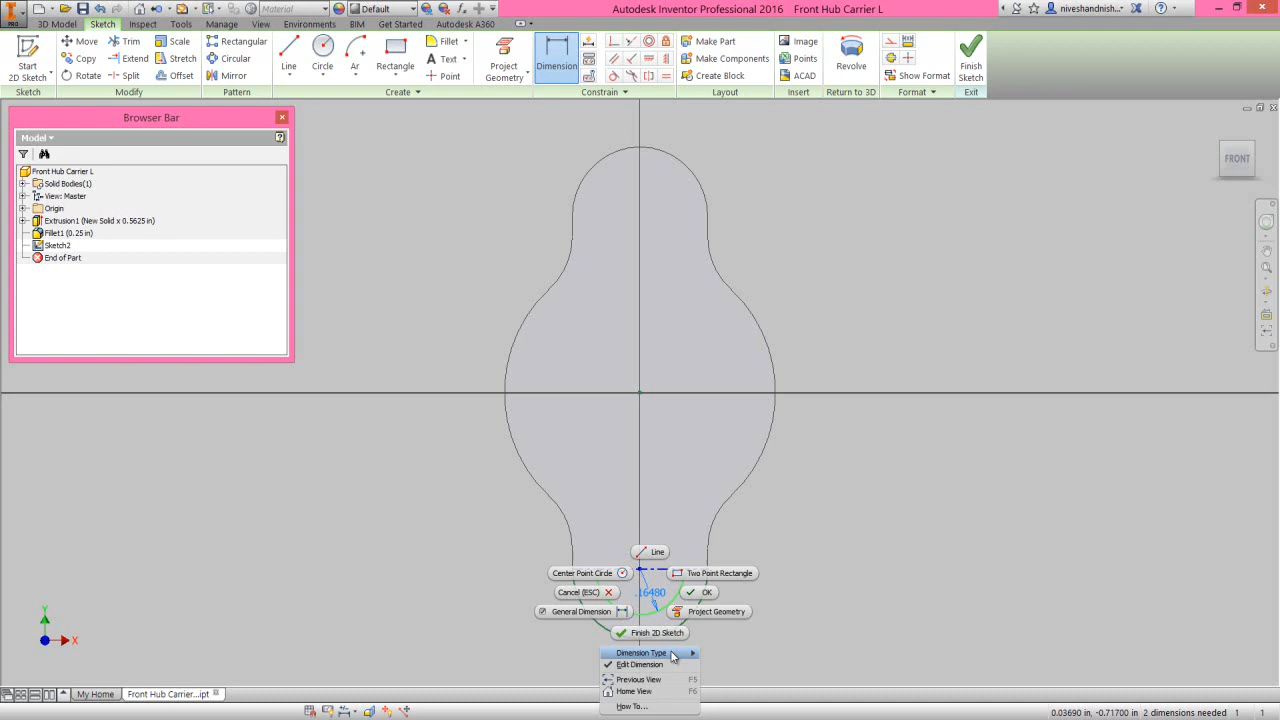 Material
Default
Autodesk Inventor Professional 2016 Front Hub Carrier L
niveshandnish...
PRO
3D Model Sketch Inspect Tools Manage View Environments BIM Get Started Autodesk A360
Start 2D Sketch
Move Trim Scale
Copy Extend Stretch
Rotate Split Offset
Rectangular
Circular
Mirror
Line Circle Ar Rectangle
Fillet
Text
Point
Project Geometry
Dimension
Make Part
Make Components
Create Block
Image
Points
ACAD
Revolve
Show Format
Finish Sketch
Sketch Modify Pattern Create Constrain Layout Insert Return to 3D Format Exit
Browser Bar
Model
Front Hub Carrier L
Solid Bodies(1)
View: Master
Origin
Extrusion1 (New Solid x 0.5625 in)
Fillet1 (0.25 in)
Sketch2
End of Part
FRONT
Line
Center Point Circle Two Point Rectangle
Cancel (ESC) .16480 OK
General Dimension Project Geometry
Finish 2D Sketch
Dimension Type
Edit Dimension
Previous View F5
Home View F6
How To...
Y
X
My Home Front Hub Carrier...ipt
0.03690 in, -0.71700 in 2 dimensions needed 1 1